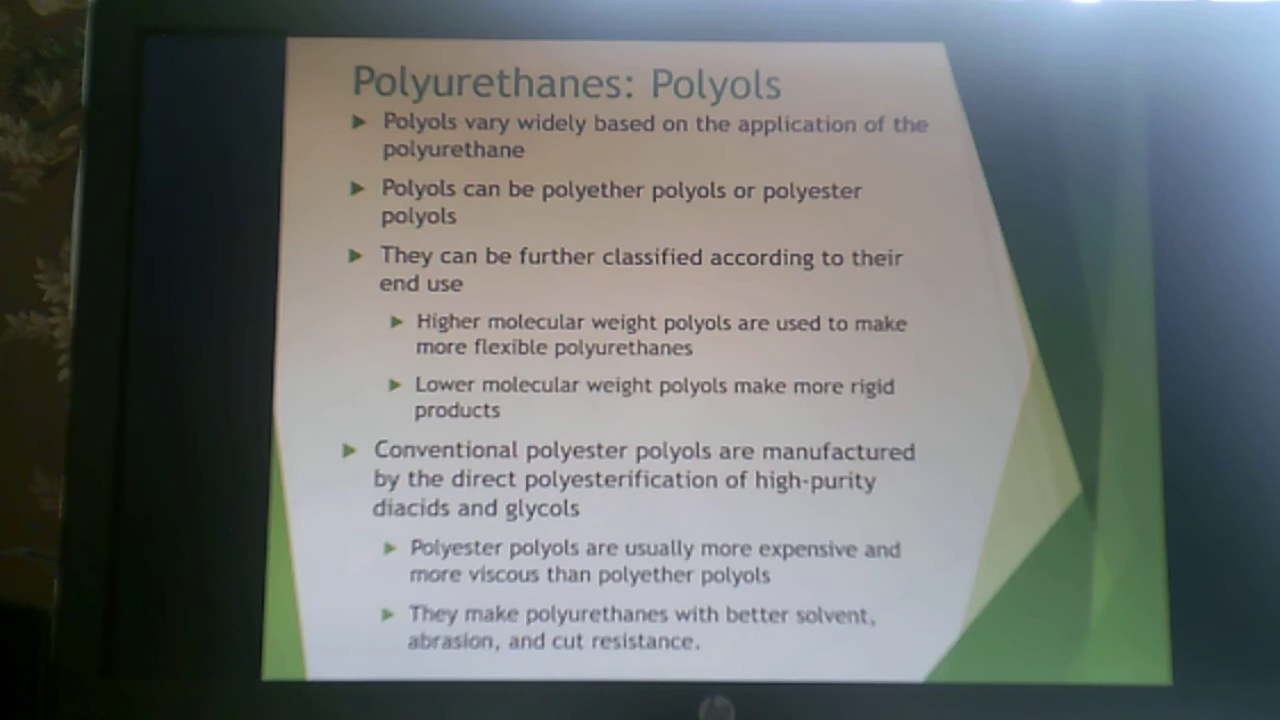 Polyurethanes: Polyols
Polyols vary widely based on the application of the
polyurethane
Polyols can be polyether polyols or polyester
polyols
They can be further classified according to their
end use
Higher molecular weight polyols are used to make
more flexible polyurethanes
Lower molecular weight polyols make more rigid
products
Conventional polyester polyols are manufactured
by the direct polyesterification of high-purity
diacids and glycols
Polyester polyols are usually more expensive and
more viscous than polyether polyols
They make polyurethanes with better solvent,
abrasion, and cut resistance.